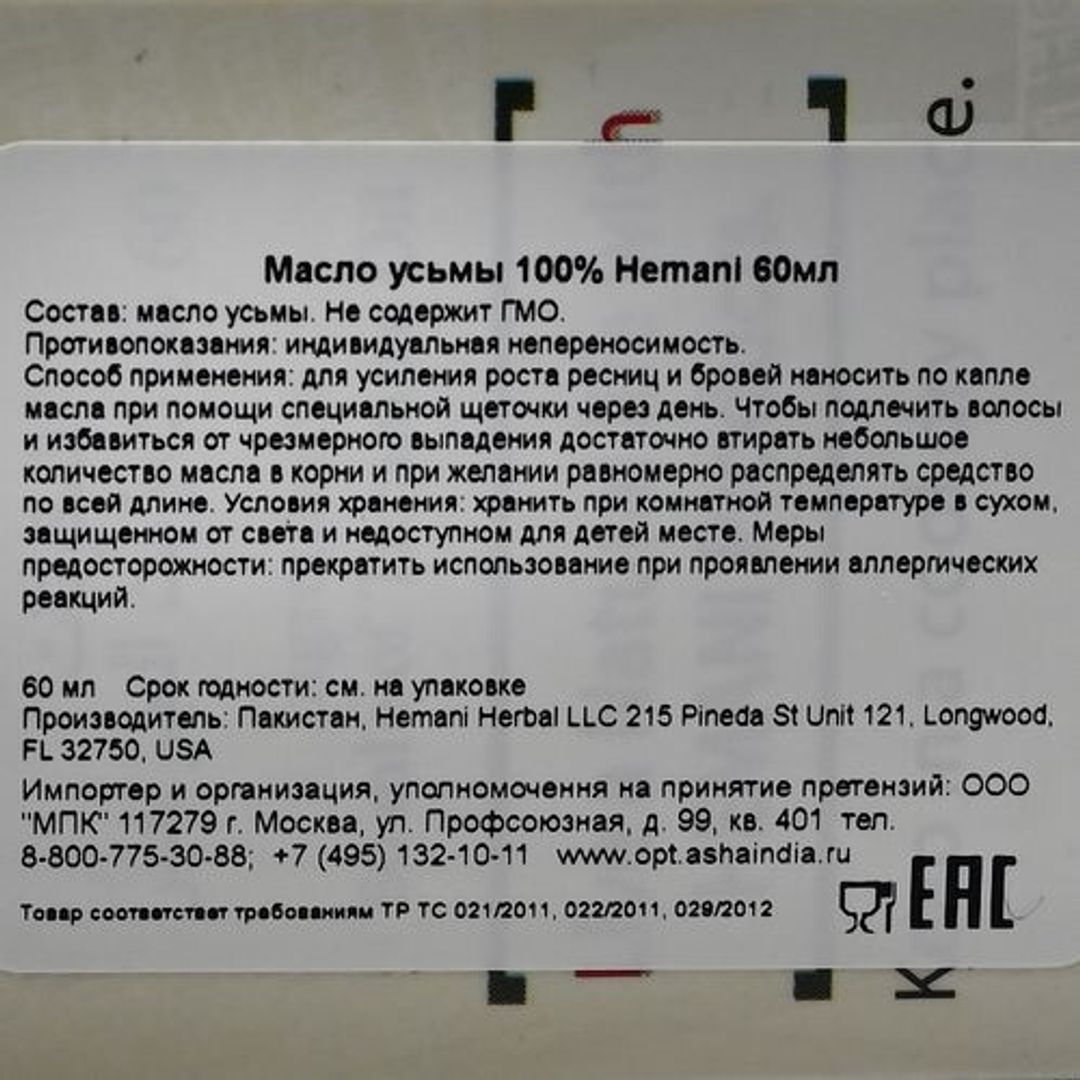 Масло усьмы 100% Hemani 60мл
Состав: масло усьмы. Не содержит ГМО.
Противопоказания: индивидуальная непереносимость.
Способ применения: для усиления роста ресниц и бровей наносить по капле
масла при помощи специальной щеточки через день. Чтобы подлечить волосы
и избавиться от чрезмерного выпадения достаточно втирать небольшое
количество масла в корни и при желании равномерно распределять средство
по всей длине. Условия хранения: хранить при комнатной температуре в сухом,
защищенном от света и недоступном для детей месте. Меры
предосторожности: прекратить использование при проявлении аллергических
реакций.
60 мл Срок годности: см. на упаковке
Производитель: Пакистан, Hemani Herbal LLC 215 Pineda St Unit 121, Longwood,
FL 32750, USA
Импортер и организация, уполномочення на принятие претензий: ООО
"МПК" 117279 г. Москва, ул. Профсоюзная, д. 99, кв. 401 тел.
8-800-775-30-88; +7 (495) 132-10-11 www.opt.ashaindia.ru
Товар соответствует требованиям ТР ТС 021/2011, 022/2011, 029/2012
EAC